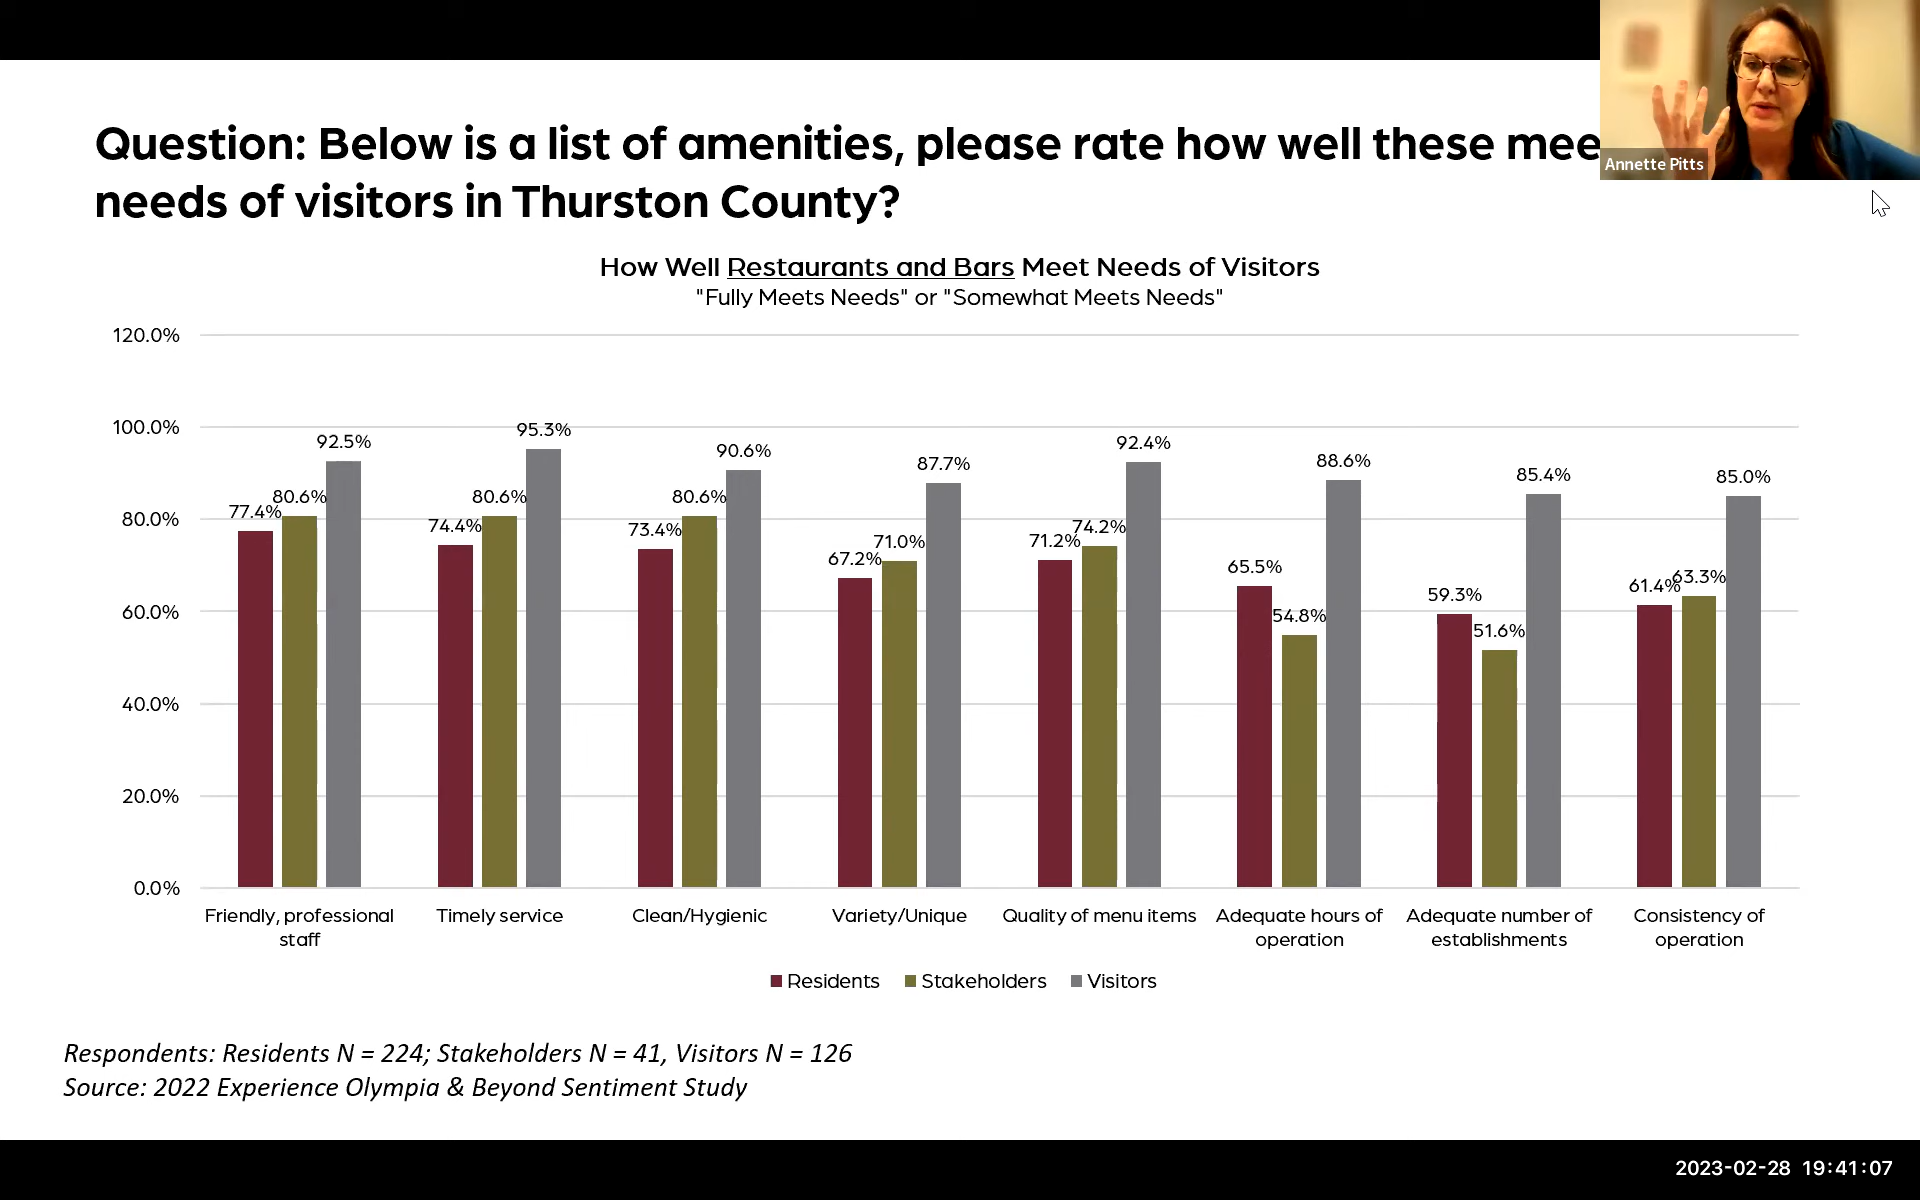 Question: Below is a list of amenities, please rate how well these mee
needs of visitors in Thurston County?
Annette Pitts
How Well Restaurants and Bars Meet Needs of Visitors
"Fully Meets Needs" or "Somewhat Meets Needs"
120.0%
100.0%
80.0%
60.0%
40.0%
20.0%
0.0%
77.4%
80.6%
92.5%
74.4%
80.6%
95.3%
73.4%
80.6%
90.6%
67.2%
71.0%
87.7%
71.2%
74.2%
92.4%
65.5%
54.8%
88.6%
59.3%
51.6%
85.4%
61.4%
63.3%
85.0%
Friendly, professional
staff
Timely service
Clean/Hygienic
Variety/Unique
Quality of menu items
Adequate hours of
operation
Adequate number of
establishments
Consistency of
operation
Residents
Stakeholders
Visitors
Respondents: Residents N = 224; Stakeholders N = 41, Visitors N = 126
Source: 2022 Experience Olympia & Beyond Sentiment Study
2023-02-28 19:41:07